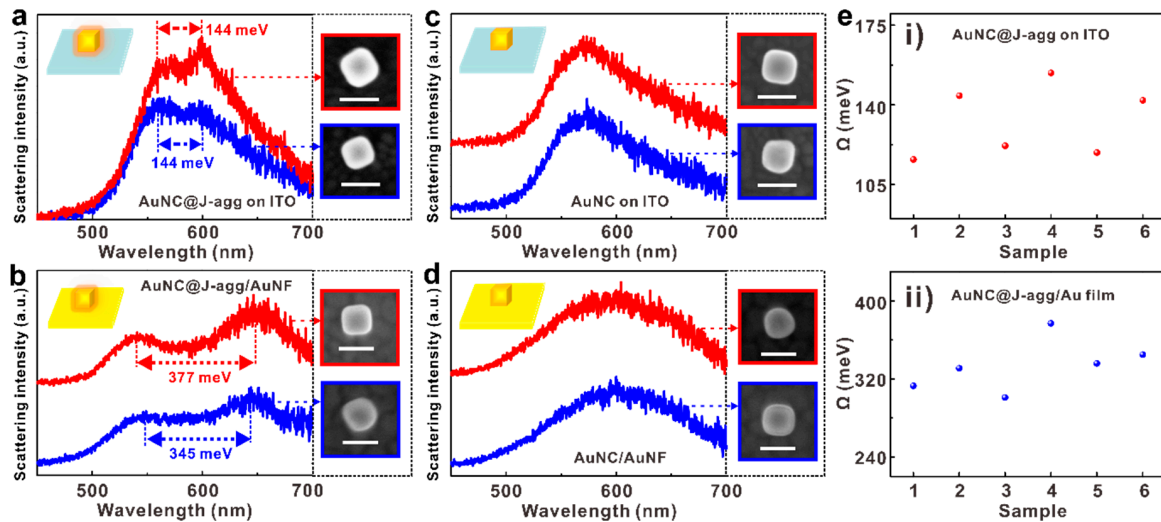 a
Scattering intensity (a.u.)
144 meV
144 meV
AuNC@J-agg on ITO
500
600
700
Wavelength (nm)
b
Scattering intensity (a.u.)
AuNC@J-agg/AuNF
377 meV
345 meV
500
600
700
Wavelength (nm)
c
Scattering intensity (a.u.)
AuNC on ITO
500
600
700
Wavelength (nm)
d
Scattering intensity (a.u.)
AuNC/AuNF
500
600
700
Wavelength (nm)
e
i)
AuNC@J-agg on ITO
Ω (meV)
175
140
105
1 2 3 4 5 6
Sample
ii)
AuNC@J-agg/Au film
Ω (meV)
400
320
240
1 2 3 4 5 6
Sample